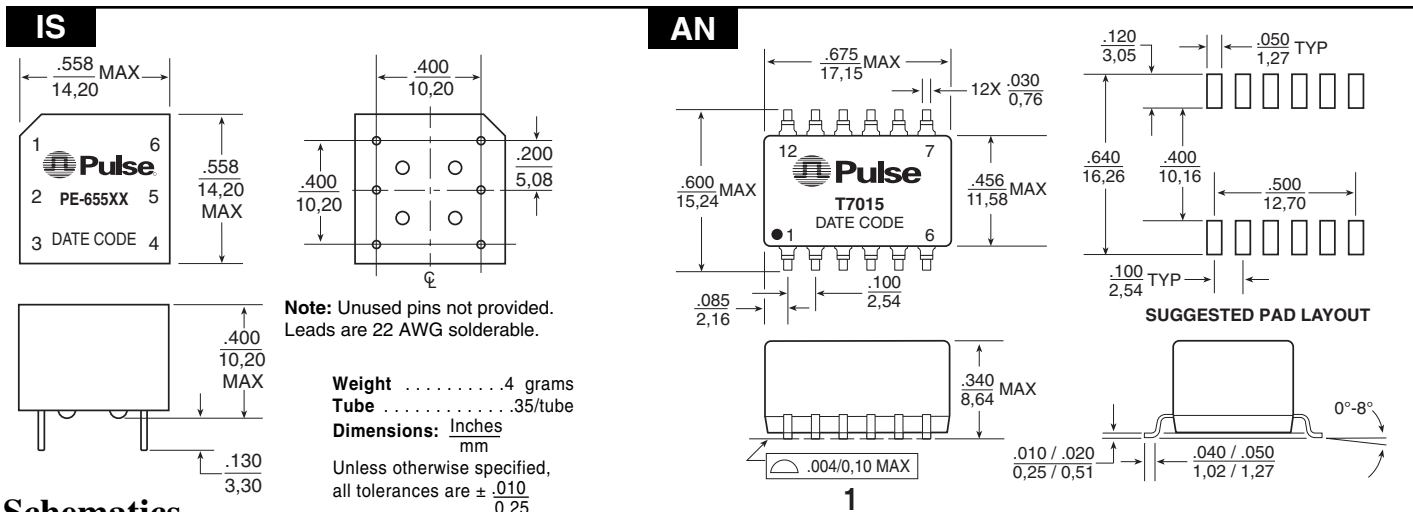 IS
.558
14,20
MAX
1
6
Pulse
2
PE-655XX
5
3
DATE CODE
4
.558
14,20
MAX
.400
10,20
.400
10,20
.200
5,08
℄
.400
10,20
MAX
.130
3,30
Note: Unused pins not provided.
Leads are 22 AWG solderable.
Weight . . . . . . . . . .4 grams
Tube . . . . . . . . . . . . .35/tube
Dimensions: Inches
mm
Unless otherwise specified,
all tolerances are ± .010
0,25
Schematics
AN
.675
17,15
MAX
12X .030
0,76
12
7
Pulse
T7015
DATE CODE
1
6
.600
15,24
MAX
.456
11,58
MAX
.085
2,16
.100
2,54
.340
8,64
MAX
.004/0,10 MAX
1
.120
3,05
.050
1,27
TYP
.640
16,26
.400
10,16
.500
12,70
.100
2,54
TYP
SUGGESTED PAD LAYOUT
0°-8°
.010 / .020
0,25 / 0,51
.040 / .050
1,02 / 1,27